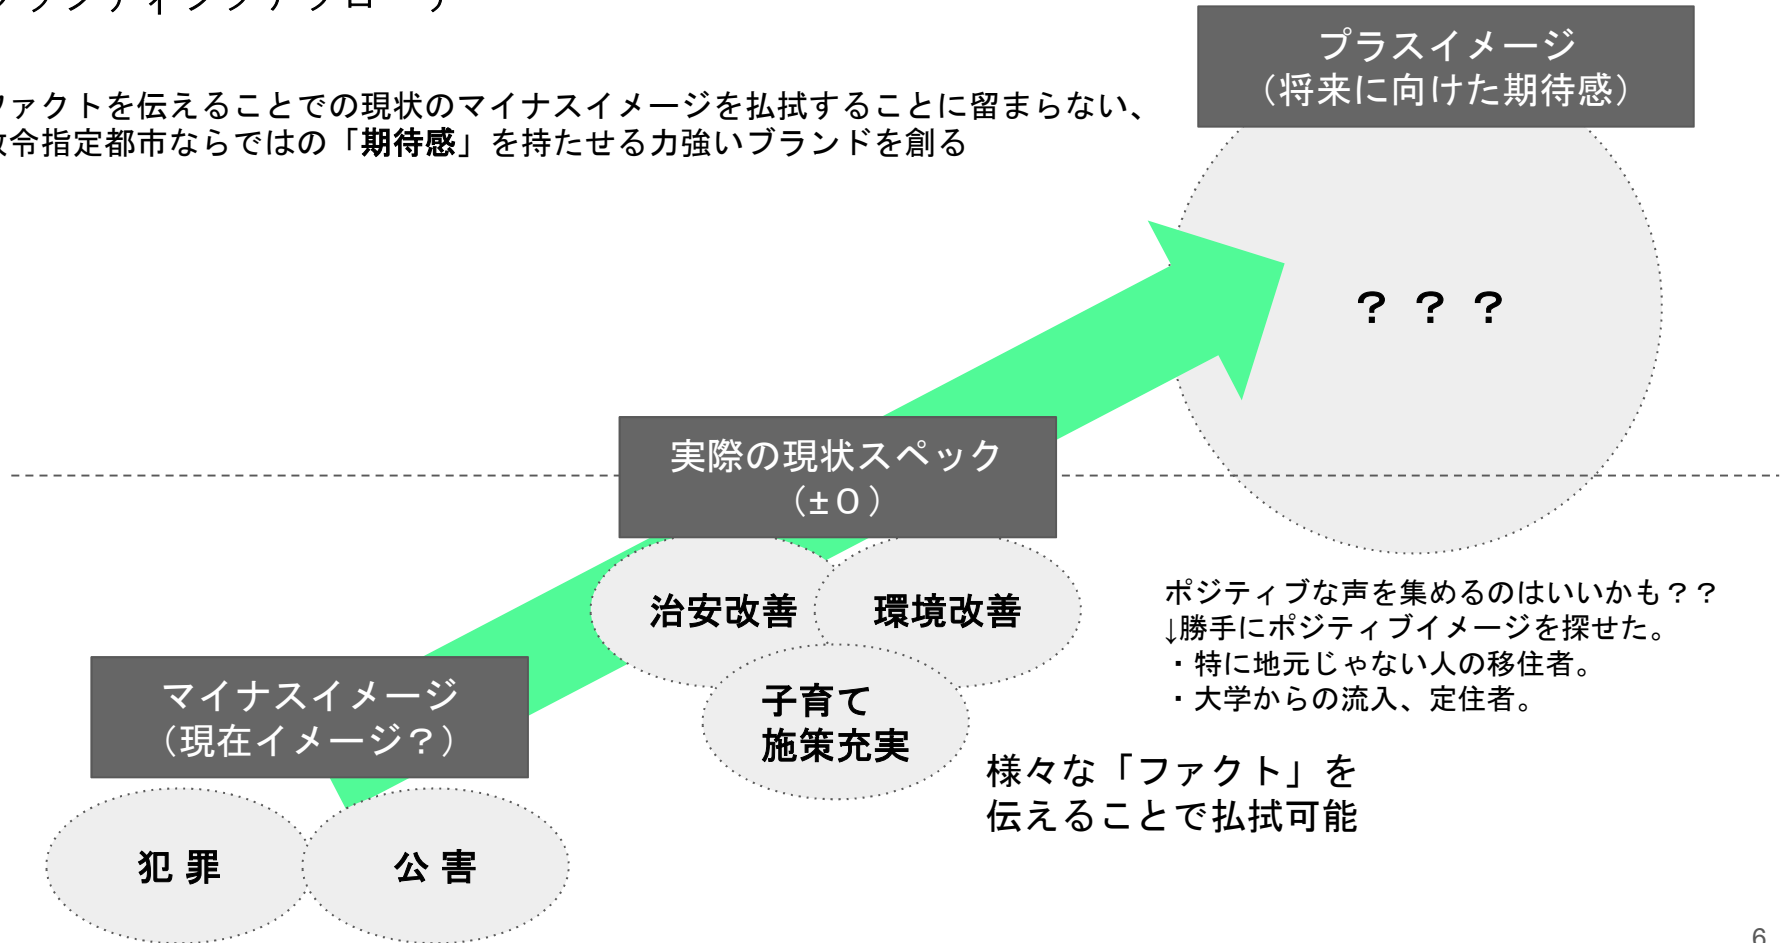 ファクトを伝えることでの現状のマイナスイメージを払拭することに留まらない、
政令指定都市ならではの「期待感」を持たせる力強いブランドを創る
プラスイメージ
（将来に向けた期待感）
？？？
実際の現状スペック
（±０）
治安改善
環境改善
子育て
施策充実
ポジティブな声を集めるのはいいかも？？
↓勝手にポジティブイメージを探せた。
・特に地元じゃない人の移住者。
・大学からの流入、定住者。
マイナスイメージ
（現在イメージ？）
様々な「ファクト」を
伝えることで払拭可能
犯 罪
公 害
6